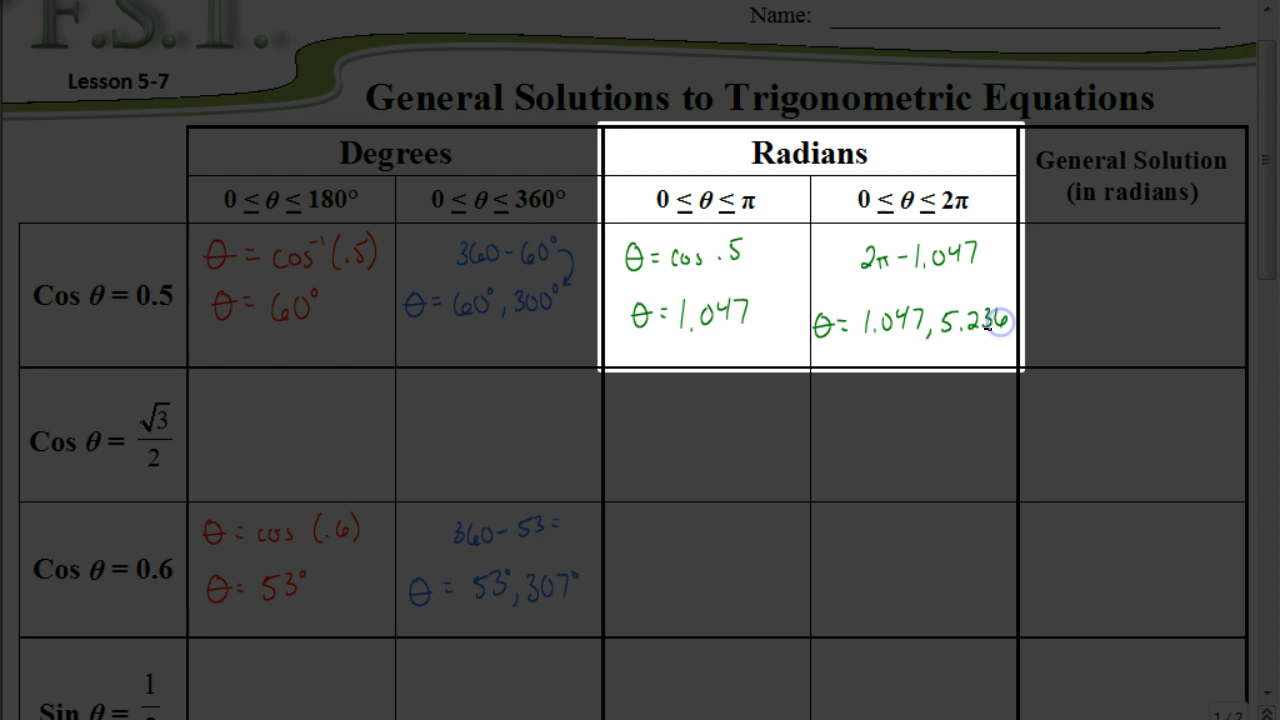 F.S.T.
Name:
Lesson 5-7
General Solutions to Trigonometric Equations
Degrees
Radians
General Solution
(in radians)
0 ≤ θ ≤ 180°
0 ≤ θ ≤ 360°
0 ≤ θ ≤ π
0 ≤ θ ≤ 2π
Cos θ = 0.5
θ = cos⁻¹(.5)
θ = 60°
360 - 60°
θ = 60°, 300°
θ = cos .5
θ = 1.047
2π - 1.047
θ = 1.047, 5.236
Cos θ = √3/2
Cos θ = 0.6
θ = cos (.6)
θ = 53°
360 - 53 =
θ = 53°, 307°
Sin θ = 1